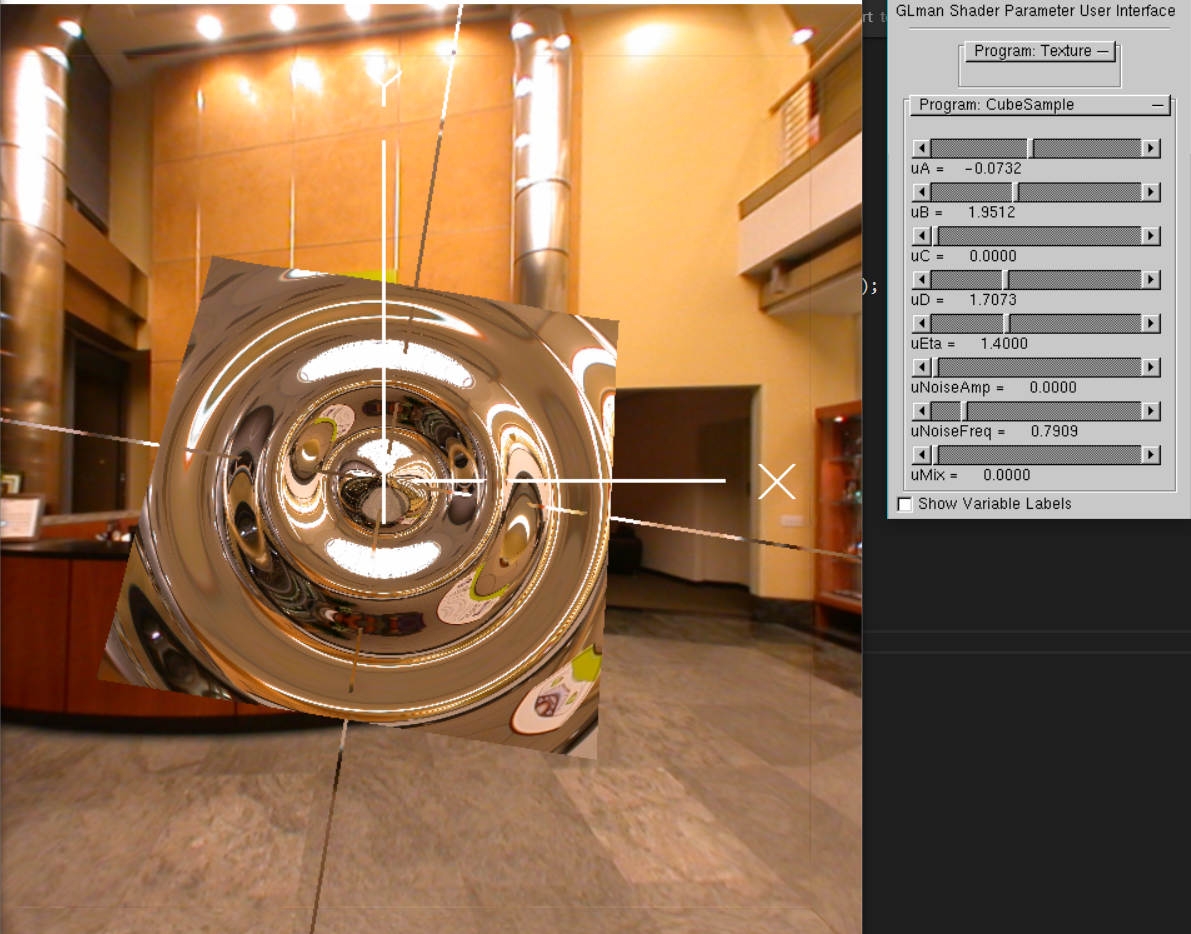 rt t
GLman Shader Parameter User Interface
Program: Texture
Program: CubeSample
uA = -0.0732
uB = 1.9512
uC = 0.0000
);
uD = 1.7073
uEta = 1.4000
uNoiseAmp = 0.0000
uNoiseFreq = 0.7909
uMix = 0.0000
Show Variable Labels
Y
X